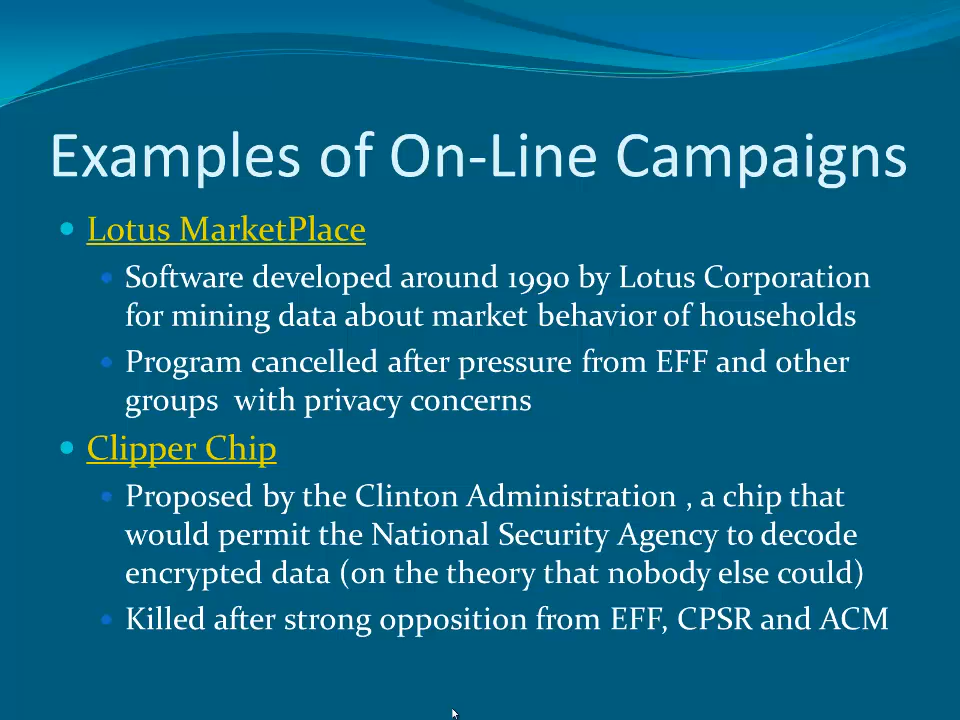 Examples of On-Line Campaigns
Lotus MarketPlace
Software developed around 1990 by Lotus Corporation
for mining data about market behavior of households
Program cancelled after pressure from EFF and other
groups  with privacy concerns
Clipper Chip
Proposed by the Clinton Administration , a chip that
would permit the National Security Agency to decode
encrypted data (on the theory that nobody else could)
Killed after strong opposition from EFF, CPSR and ACM